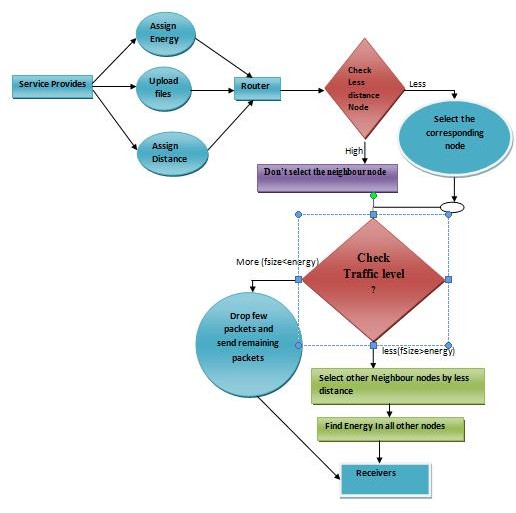 Assign
Energy
Service Provides
Upload
files
Router
Assign
Distance
Check
Less
distance
Node
Less
Select the
corresponding
node
High
Don't select the neighbour node
More (fsize<energy)
Check
Traffic level
?
Drop few
packets and
send remaining
packets
less(fSize>energy)
Select other Neighbour nodes by less
distance
Find Energy In all other nodes
Receivers